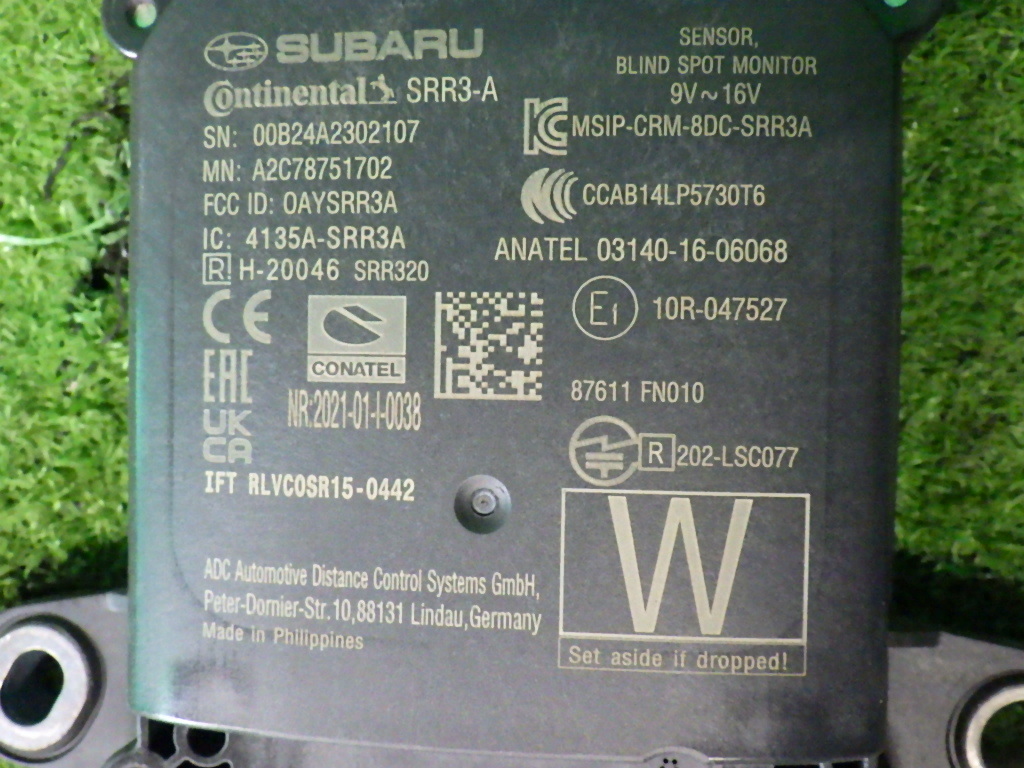 SUBARU
Continental SRR3-A
SN: 00B24A2302107
MN: A2C78751702
FCC ID: OAYSRR3A
IC: 4135A-SRR3A
R H-20046 SRR320
CE
CONATEL
EAC
NR:2021-01-I-0038
UK
CA
IFT RLVCOSR15-0442
SENSOR,
BLIND SPOT MONITOR
9V~16V
KC MSIP-CRM-8DC-SRR3A
CCAB14LP5730T6
ANATEL 03140-16-06068
E1 10R-047527
87611 FN010
R 202-LSC077
W
Set aside if dropped!
ADC Automotive Distance Control Systems GmbH,
Peter-Dornier-Str.10,88131 Lindau,Germany
Made in Philippines